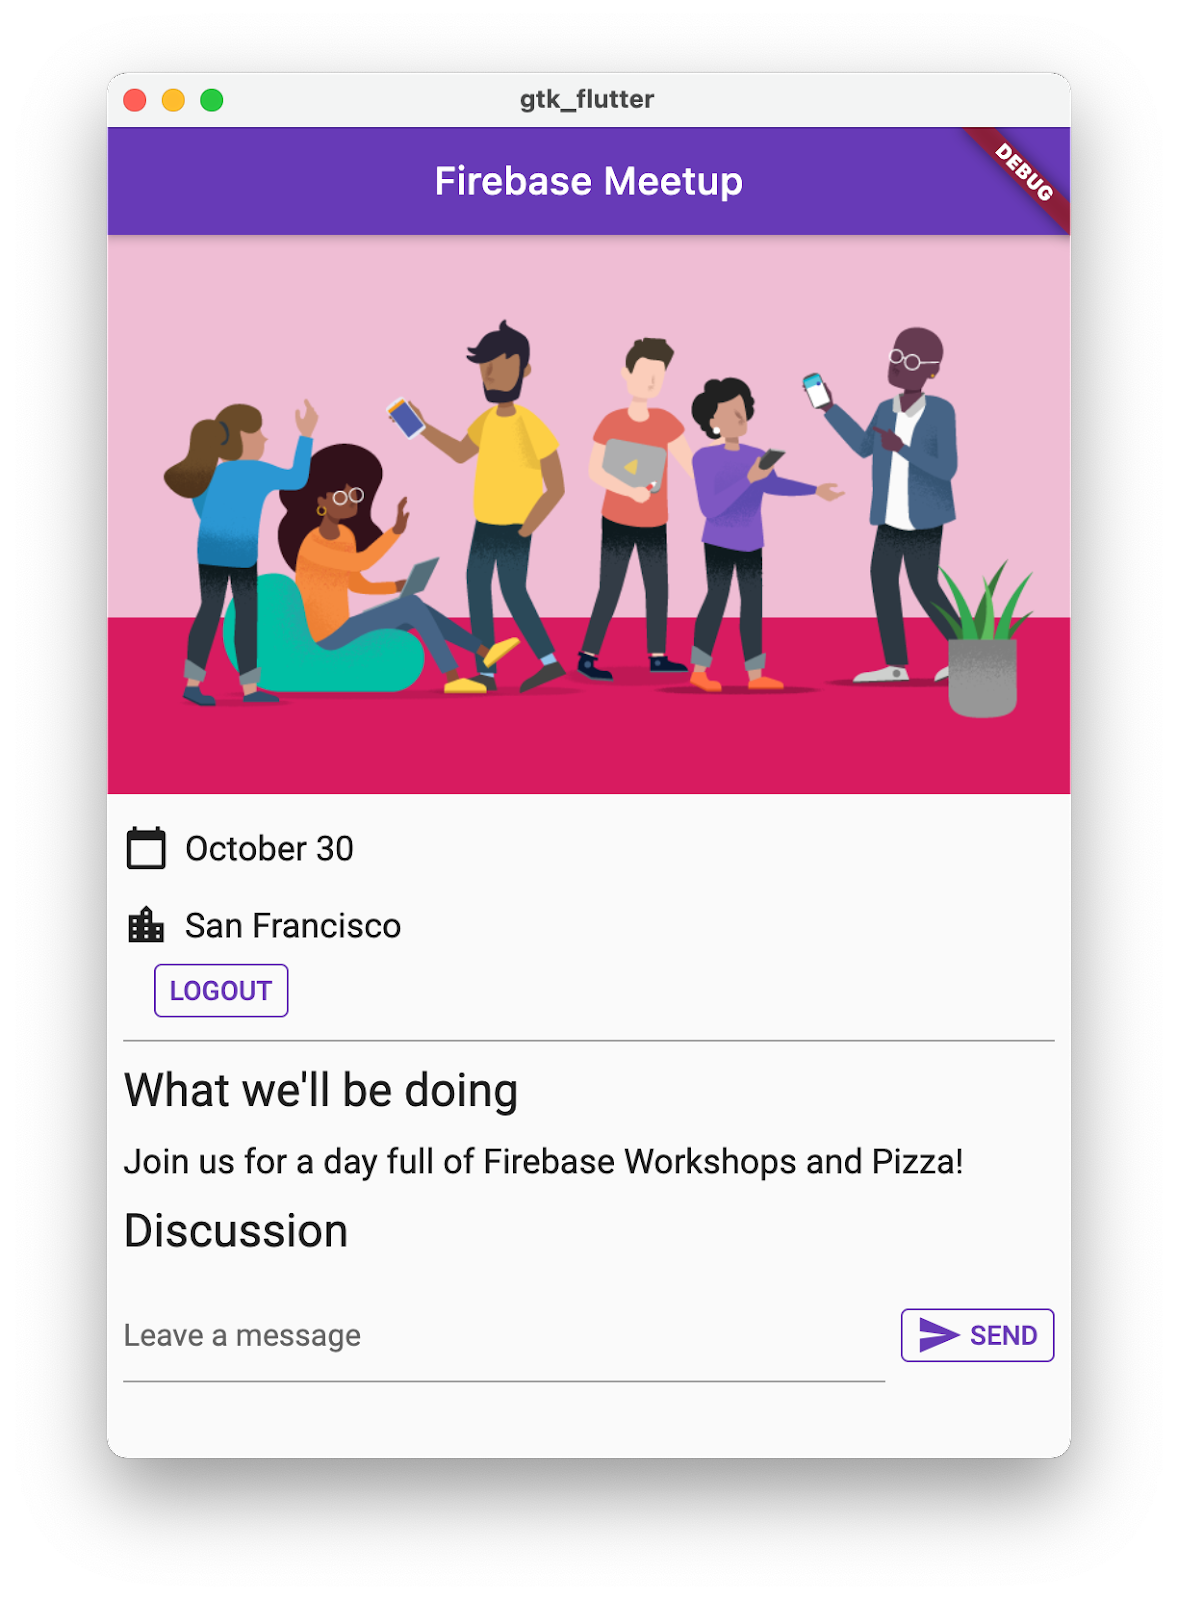 gtk_flutter
Firebase Meetup
DEBUG
October 30
San Francisco
LOGOUT
What we'll be doing
Join us for a day full of Firebase Workshops and Pizza!
Discussion
Leave a message
SEND